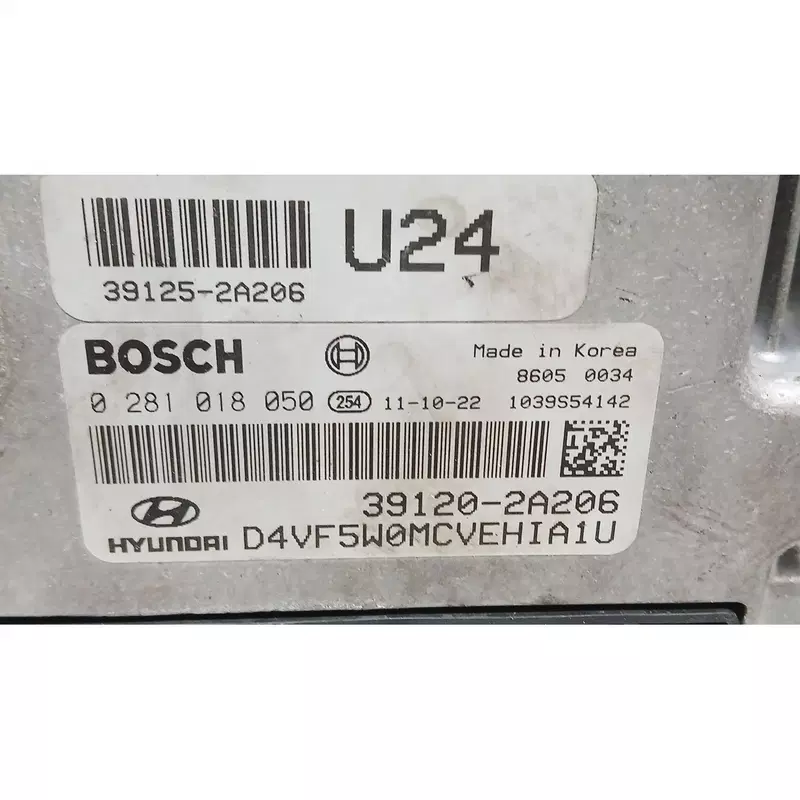 U24
39125-2A206
BOSCH
Made in Korea
8605 0034
0 281 018 050 254 11-10-22 1039S54142
39120-2A206
HYUNDAI D4VF5W0MCVEHIA1U